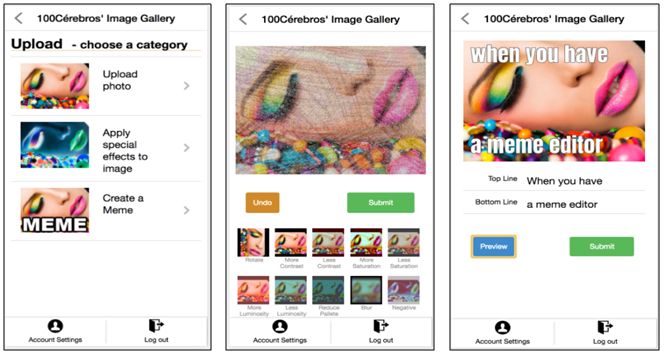 100Cérebros' Image Gallery
Upload - choose a category
Upload
photo
Apply
special
effects to
image
Create a
Meme
MEME
Account Settings
Log out
100Cérebros' Image Gallery
Undo
Submit
Rotate
More
Contrast
Less
Contrast
More
Saturation
Less
Saturation
More
Luminosity
Less
Luminosity
Reduce
Pallete
Blur
Negative
Account Settings
Log out
100Cérebros' Image Gallery
when you have
a meme editor
Top Line When you have
Bottom Line a meme editor
Preview
Submit
Account Settings
Log out